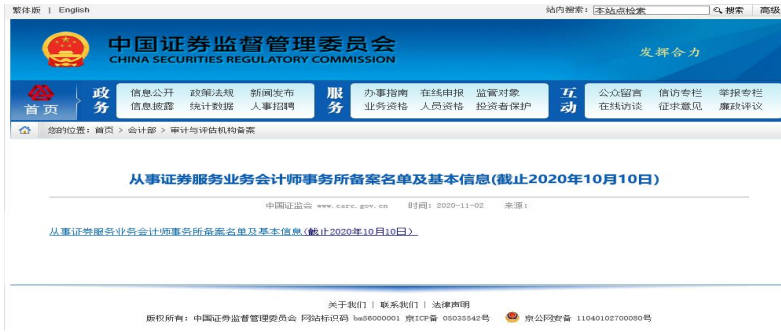 繁体版 | English 站内搜索: 本站点检索 搜索 高级
中国证券监督管理委员会
CHINA SECURITIES REGULATORY COMMISSION
发挥合力
首页 政务 信息公开 政策法规 新闻发布 服务 办事指南 在线申报 监管对象 互动 公众留言 信访专栏 举报专栏
信息披露 统计数据 人事招聘 业务资格 人员资格 投资者保护 在线访谈 征求意见 廉政评议
您的位置: 首页 > 会计部 > 审计与评估机构备案
从事证券服务业务会计师事务所备案名单及基本信息(截止2020年10月10日)
中国证监会 www.csrc.gov.cn 时间: 2020-11-02 来源:
从事证券服务业务会计师事务所备案名单及基本信息(截止2020年10月10日)
关于我们 | 联系我们 | 法律声明
版权所有: 中国证券监督管理委员会 网站标识码 bm56000001 京ICP备 05035542号 京公网安备 11040102700080号